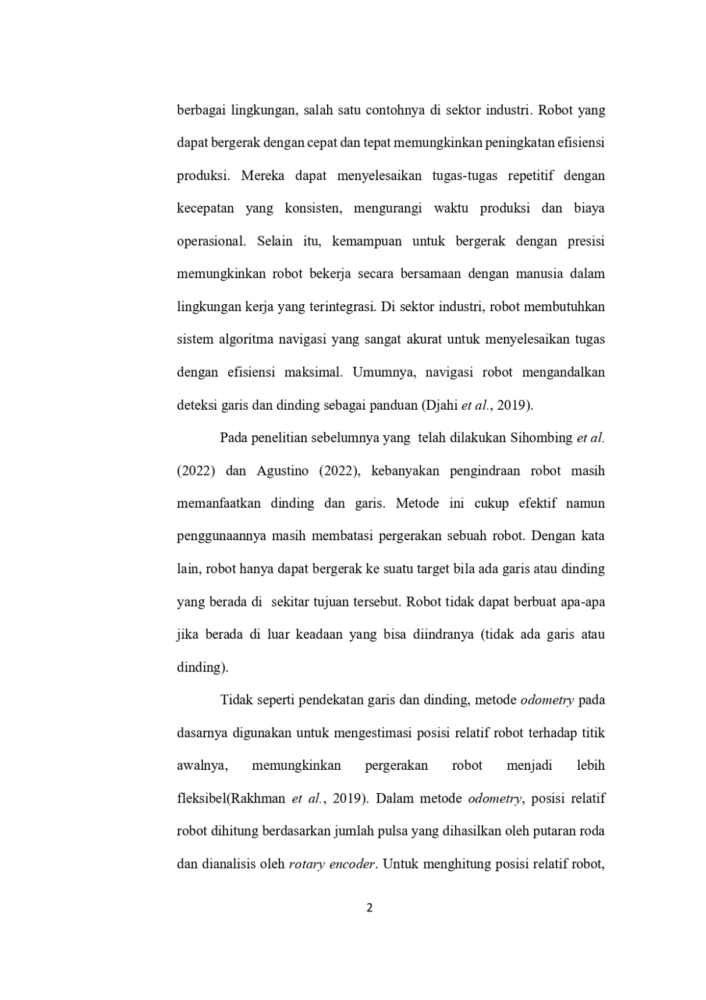 berbagai lingkungan, salah satu contohnya di sektor industri. Robot yang
dapat bergerak dengan cepat dan tepat memungkinkan peningkatan efisiensi
produksi. Mereka dapat menyelesaikan tugas-tugas repetitif dengan
kecepatan yang konsisten, mengurangi waktu produksi dan biaya
operasional. Selain itu, kemampuan untuk bergerak dengan presisi
memungkinkan robot bekerja secara bersamaan dengan manusia dalam
lingkungan kerja yang terintegrasi. Di sektor industri, robot membutuhkan
sistem algoritma navigasi yang sangat akurat untuk menyelesaikan tugas
dengan efisiensi maksimal. Umumnya, navigasi robot mengandalkan
deteksi garis dan dinding sebagai panduan (Djahi et al., 2019).
Pada penelitian sebelumnya yang  telah dilakukan Sihombing et al.
(2022) dan Agustino (2022), kebanyakan pengindraan robot masih
memanfaatkan dinding dan garis. Metode ini cukup efektif namun
penggunaannya masih membatasi pergerakan sebuah robot. Dengan kata
lain, robot hanya dapat bergerak ke suatu target bila ada garis atau dinding
yang berada di  sekitar tujuan tersebut. Robot tidak dapat berbuat apa-apa
jika berada di luar keadaan yang bisa diindranya (tidak ada garis atau
dinding).
Tidak seperti pendekatan garis dan dinding, metode odometry pada
dasarnya digunakan untuk mengestimasi posisi relatif robot terhadap titik
awalnya, memungkinkan pergerakan robot menjadi lebih
fleksibel(Rakhman et al., 2019). Dalam metode odometry, posisi relatif
robot dihitung berdasarkan jumlah pulsa yang dihasilkan oleh putaran roda
dan dianalisis oleh rotary encoder. Untuk menghitung posisi relatif robot,
2